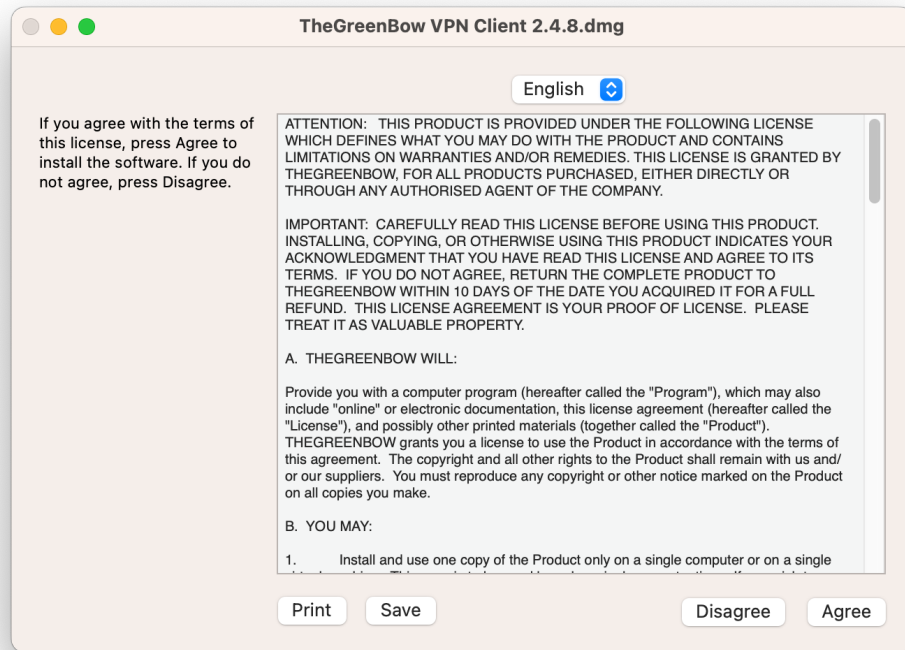 TheGreenBow VPN Client 2.4.8.dmg
English
If you agree with the terms of
this license, press Agree to
install the software. If you do
not agree, press Disagree.
ATTENTION:   THIS PRODUCT IS PROVIDED UNDER THE FOLLOWING LICENSE
WHICH DEFINES WHAT YOU MAY DO WITH THE PRODUCT AND CONTAINS
LIMITATIONS ON WARRANTIES AND/OR REMEDIES. THIS LICENSE IS GRANTED BY
THEGREENBOW, FOR ALL PRODUCTS PURCHASED, EITHER DIRECTLY OR
THROUGH ANY AUTHORISED AGENT OF THE COMPANY.
IMPORTANT:  CAREFULLY READ THIS LICENSE BEFORE USING THIS PRODUCT.
INSTALLING, COPYING, OR OTHERWISE USING THIS PRODUCT INDICATES YOUR
ACKNOWLEDGMENT THAT YOU HAVE READ THIS LICENSE AND AGREE TO ITS
TERMS.  IF YOU DO NOT AGREE, RETURN THE COMPLETE PRODUCT TO
THEGREENBOW WITHIN 10 DAYS OF THE DATE YOU ACQUIRED IT FOR A FULL
REFUND.  THIS LICENSE AGREEMENT IS YOUR PROOF OF LICENSE.  PLEASE
TREAT IT AS VALUABLE PROPERTY.
A.  THEGREENBOW WILL:
Provide you with a computer program (hereafter called the "Program"), which may also
include "online" or electronic documentation, this license agreement (hereafter called the
"License"), and possibly other printed materials (together called the "Product").
THEGREENBOW grants you a license to use the Product in accordance with the terms of
this agreement.  The copyright and all other rights to the Product shall remain with us and/
or our suppliers.  You must reproduce any copyright or other notice marked on the Product
on all copies you make.
B.  YOU MAY:
1.	Install and use one copy of the Product only on a single computer or on a single
Print
Save
Disagree
Agree